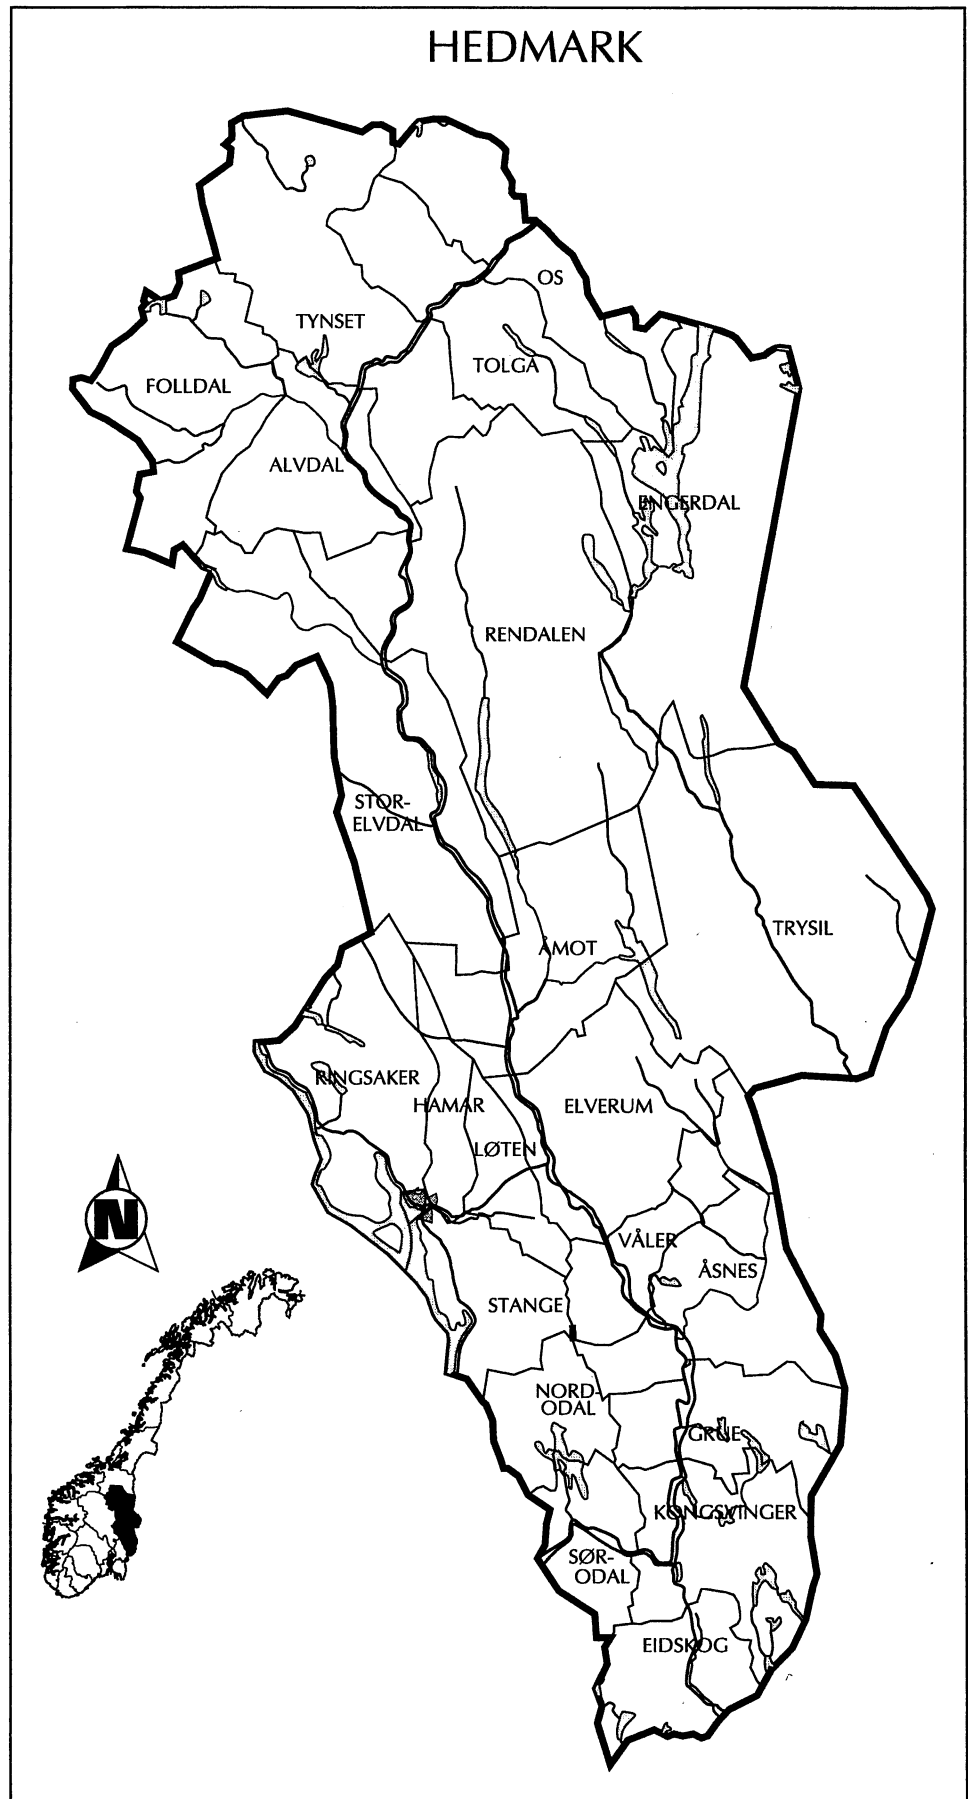 HEDMARK
OS
TYNSET
TOLGA
FOLLDAL
ALVDAL
ENGERDAL
RENDALEN
STOR-
ELVDAL
TRYSIL
ÅMOT
RINGSAKER
HAMAR
ELVERUM
LØTEN
N
VÅLER
ÅSNES
STANGE
NORD-
ODAL
GRUE
KONGSVINGER
SØR-
ODAL
EIDSKOG